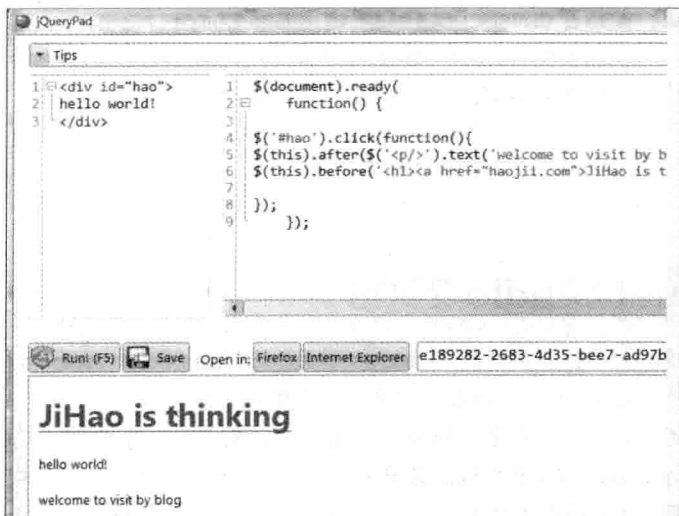 jQueryPad
Tips
1 <div id="hao">
2 hello world!
3 </div>
1 $(document).ready(
2 function() {
3
4 $('#hao').click(function(){
5 $(this).after($('<p/>').text('welcome to visit by b
6 $(this).before('<h1><a href="haojii.com">JiHao is t
7
8 });
9 });
Run! (F5) Save Open in: Firefox Internet Explorer e189282-2683-4d35-bee7-ad97b
JiHao is thinking
hello world!
welcome to visit by blog